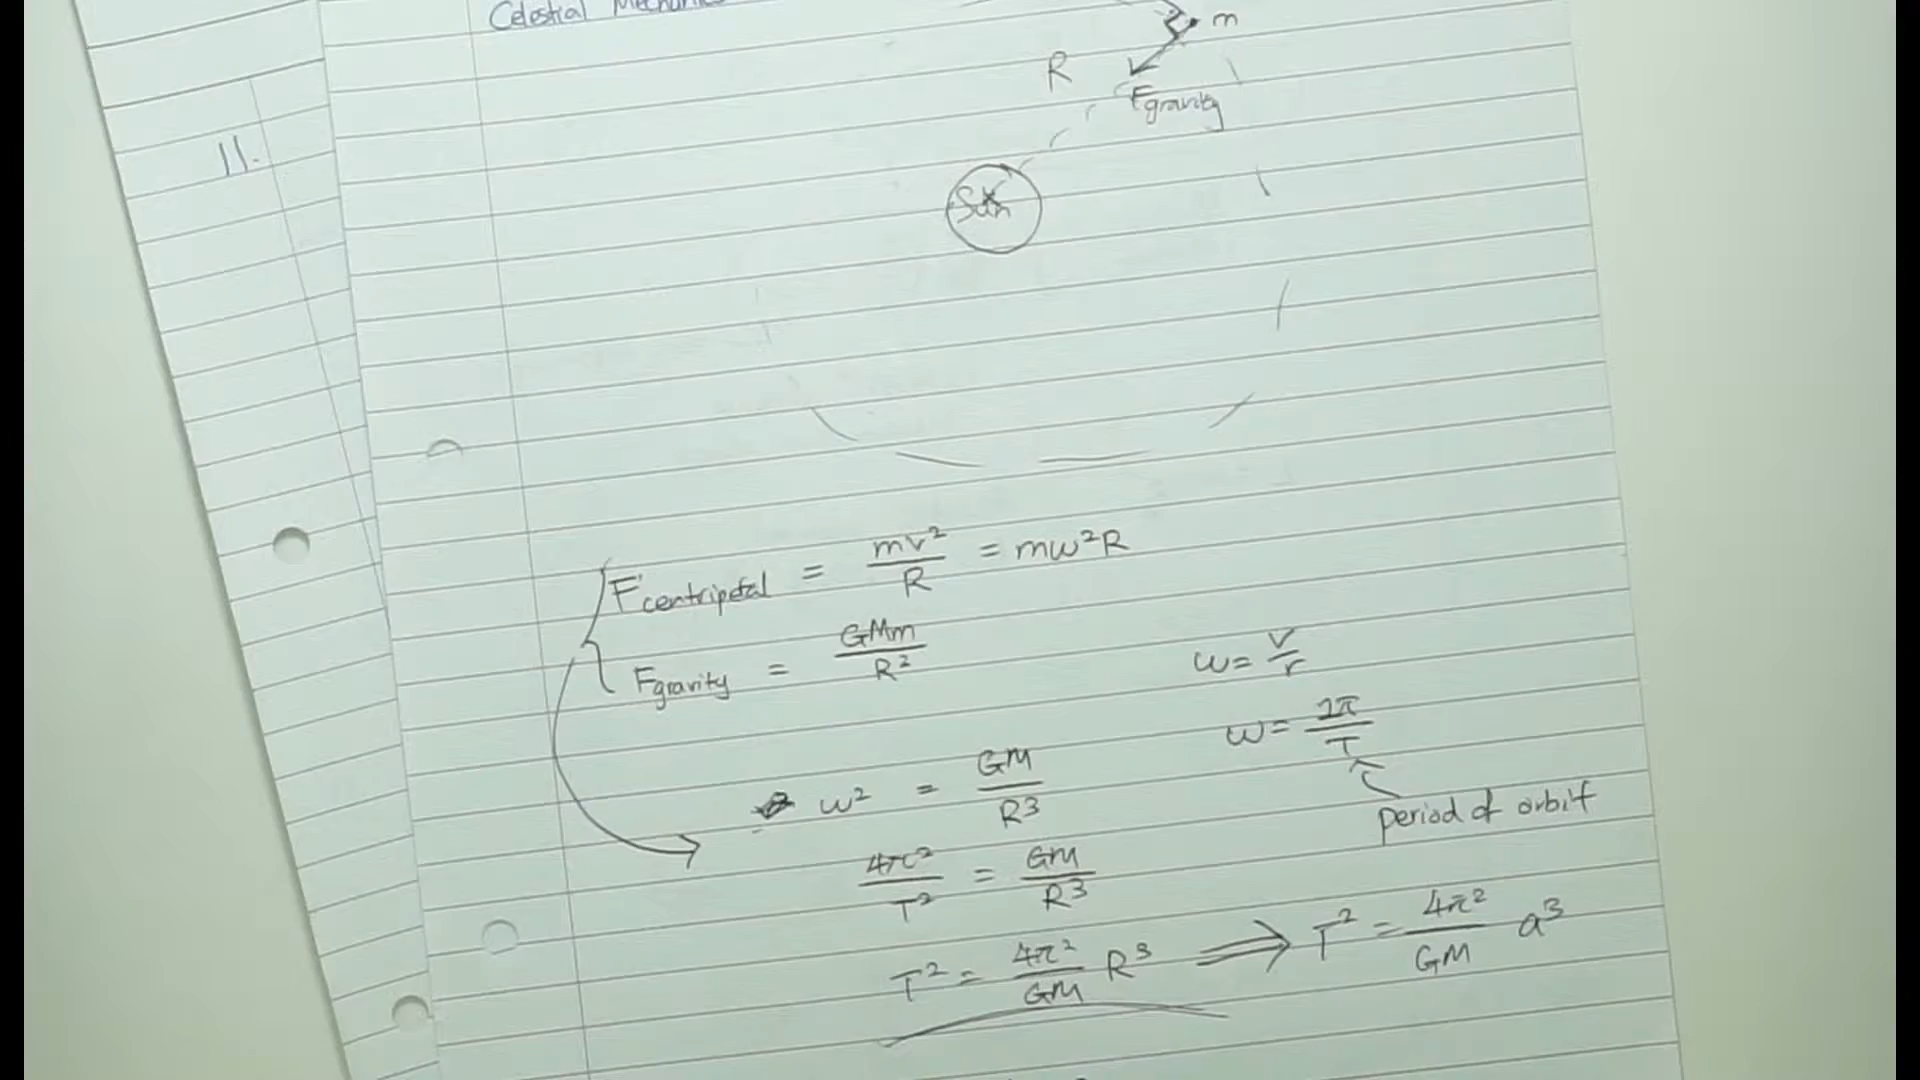 Celestial Mechanics
m
R
Fgravity
11.
Sun
Fcentripetal = mv²/R = mω²R
Fgravity = GMm/R²
ω = v/r
ω = 2π/T
period of orbit
ω² = GM/R³
4π²/T² = GM/R³
T² = 4π²/GM R³ ⟹ T² = 4π²/GM a³